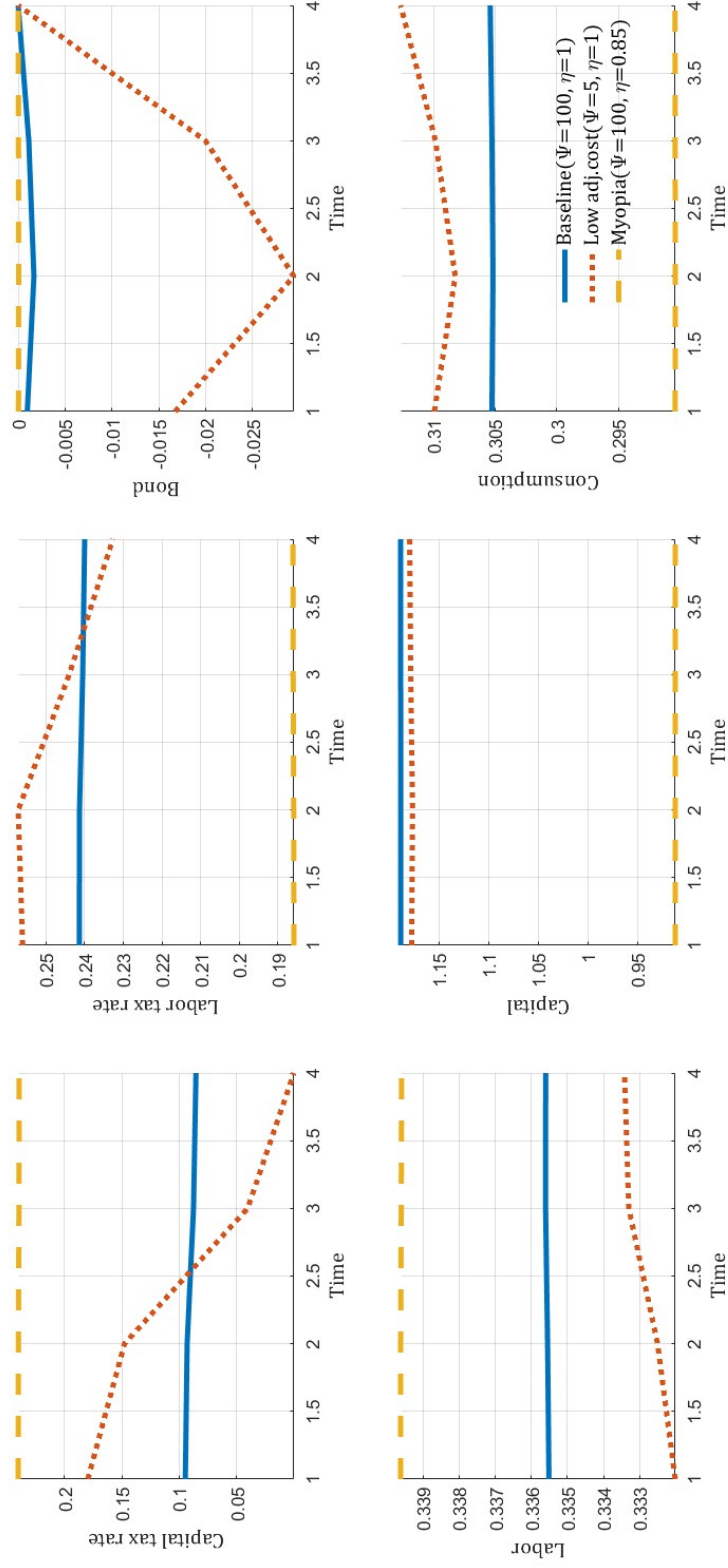 Capital tax rate
0.2
0.15
0.1
0.05
1 1.5 2 2.5 3 3.5 4
Time
Labor tax rate
0.25
0.24
0.23
0.22
0.21
0.2
0.19
1 1.5 2 2.5 3 3.5 4
Time
Bond
0
-0.005
-0.01
-0.015
-0.02
-0.025
1 1.5 2 2.5 3 3.5 4
Time
Labor
0.339
0.338
0.337
0.336
0.335
0.334
0.333
1 1.5 2 2.5 3 3.5 4
Time
Capital
1.15
1.1
1.05
1
0.95
1 1.5 2 2.5 3 3.5 4
Time
Consumption
0.31
0.305
0.3
0.295
Baseline(Ψ=100, η=1)
Low adj.cost(Ψ=5, η=1)
Myopia(Ψ=100, η=0.85)
1 1.5 2 2.5 3 3.5 4
Time